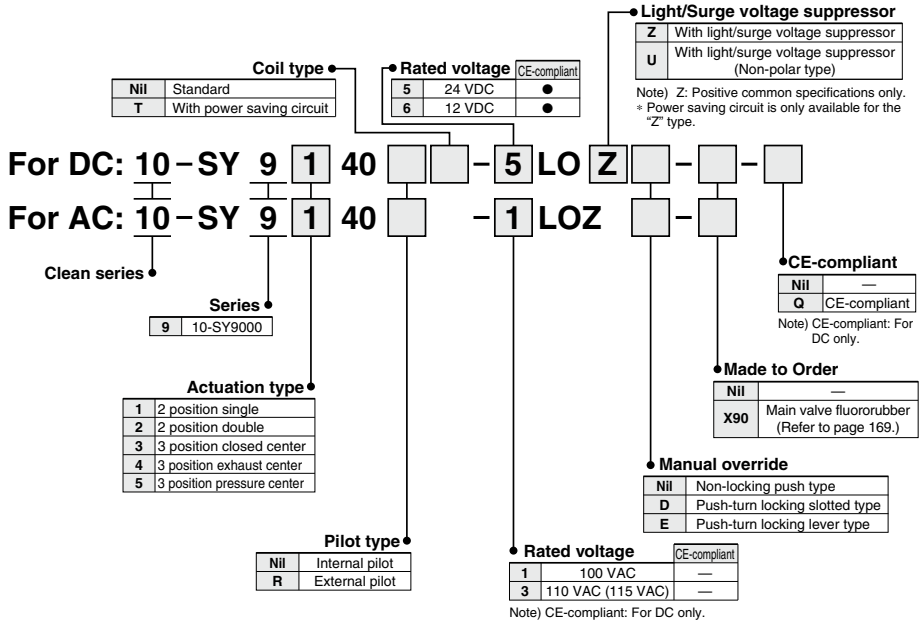 Light/Surge voltage suppressor
Z With light/surge voltage suppressor
U With light/surge voltage suppressor
(Non-polar type)
Note) Z: Positive common specifications only.
* Power saving circuit is only available for the
“Z” type.
Coil type
Nil Standard
T With power saving circuit
Rated voltage CE-compliant
5 24 VDC ●
6 12 VDC ●
For DC: 10-SY 9 1 40 - 5 LO Z - -
For AC: 10-SY 9 1 40 - 1 LOZ -
Clean series
Series
9 10-SY9000
Actuation type
1 2 position single
2 2 position double
3 3 position closed center
4 3 position exhaust center
5 3 position pressure center
Pilot type
Nil Internal pilot
R External pilot
Rated voltage CE-compliant
1 100 VAC —
3 110 VAC (115 VAC) —
Note) CE-compliant: For DC only.
Manual override
Nil Non-locking push type
D Push-turn locking slotted type
E Push-turn locking lever type
Made to Order
Nil —
X90 Main valve fluororubber
(Refer to page 169.)
CE-compliant
Nil —
Q CE-compliant
Note) CE-compliant: For
DC only.